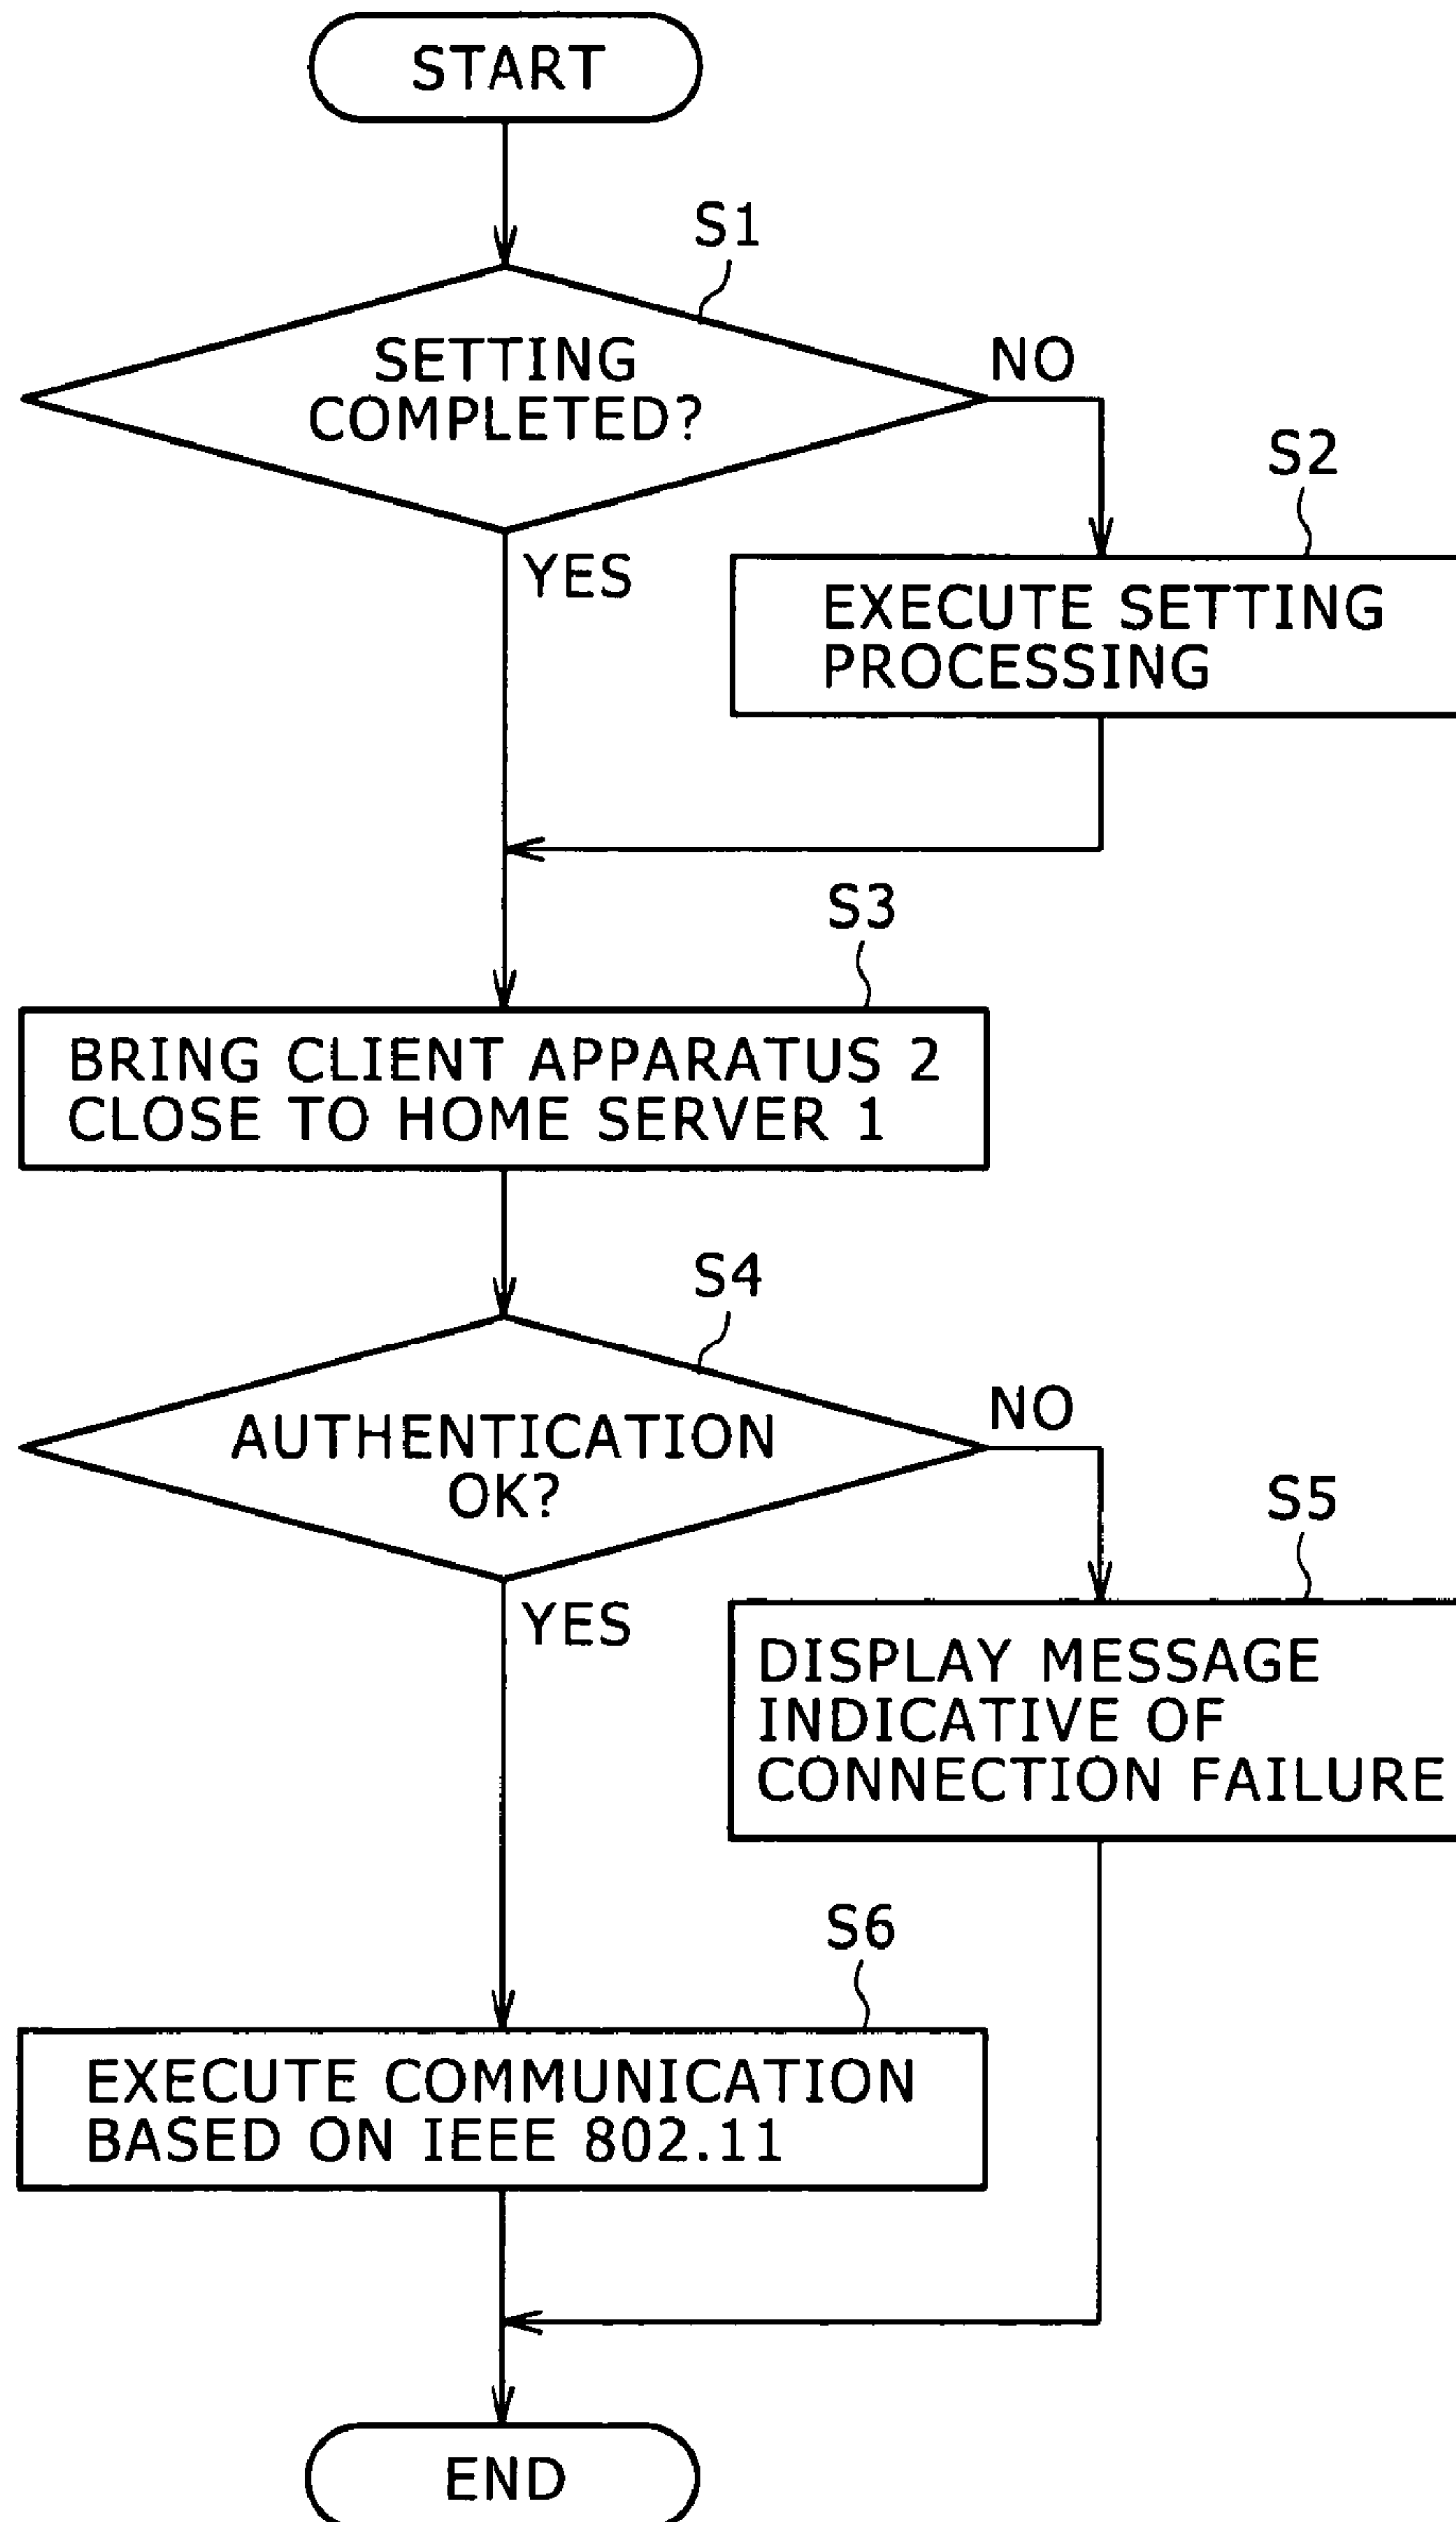 START
S1
SETTING
COMPLETED?
NO
S2
YES
EXECUTE SETTING
PROCESSING
S3
BRING CLIENT APPARATUS 2
CLOSE TO HOME SERVER 1
S4
AUTHENTICATION
OK?
NO
S5
YES
DISPLAY MESSAGE
INDICATIVE OF
CONNECTION FAILURE
S6
EXECUTE COMMUNICATION
BASED ON IEEE 802.11
END